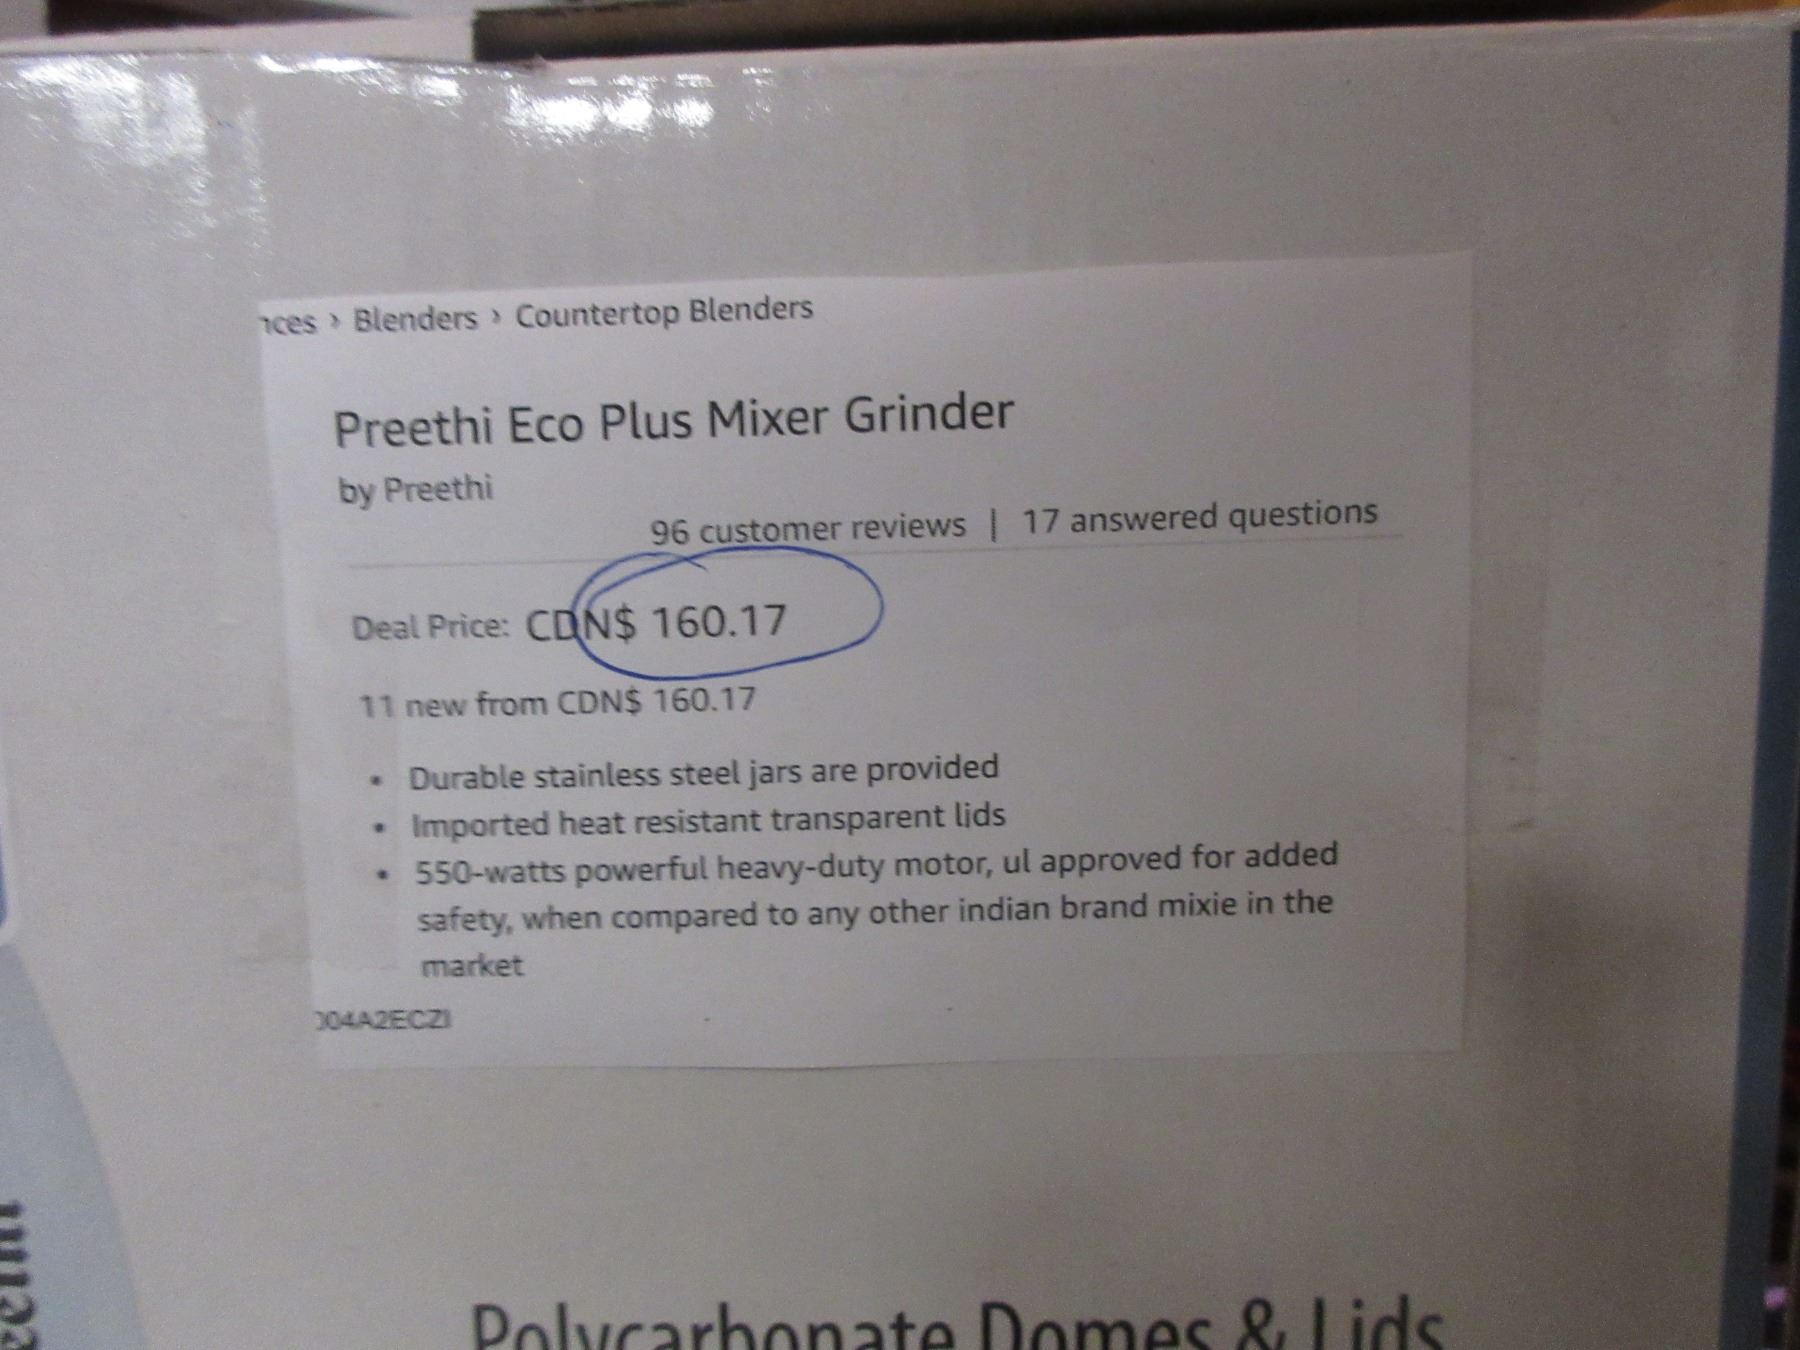 nces › Blenders › Countertop Blenders
Preethi Eco Plus Mixer Grinder
by Preethi
96 customer reviews | 17 answered questions
Deal Price: CDN$ 160.17
11 new from CDN$ 160.17
• Durable stainless steel jars are provided
• Imported heat resistant transparent lids
• 550-watts powerful heavy-duty motor, ul approved for added
safety, when compared to any other indian brand mixie in the
market
004A2ECZI
Polycarbonate Domes & Lids